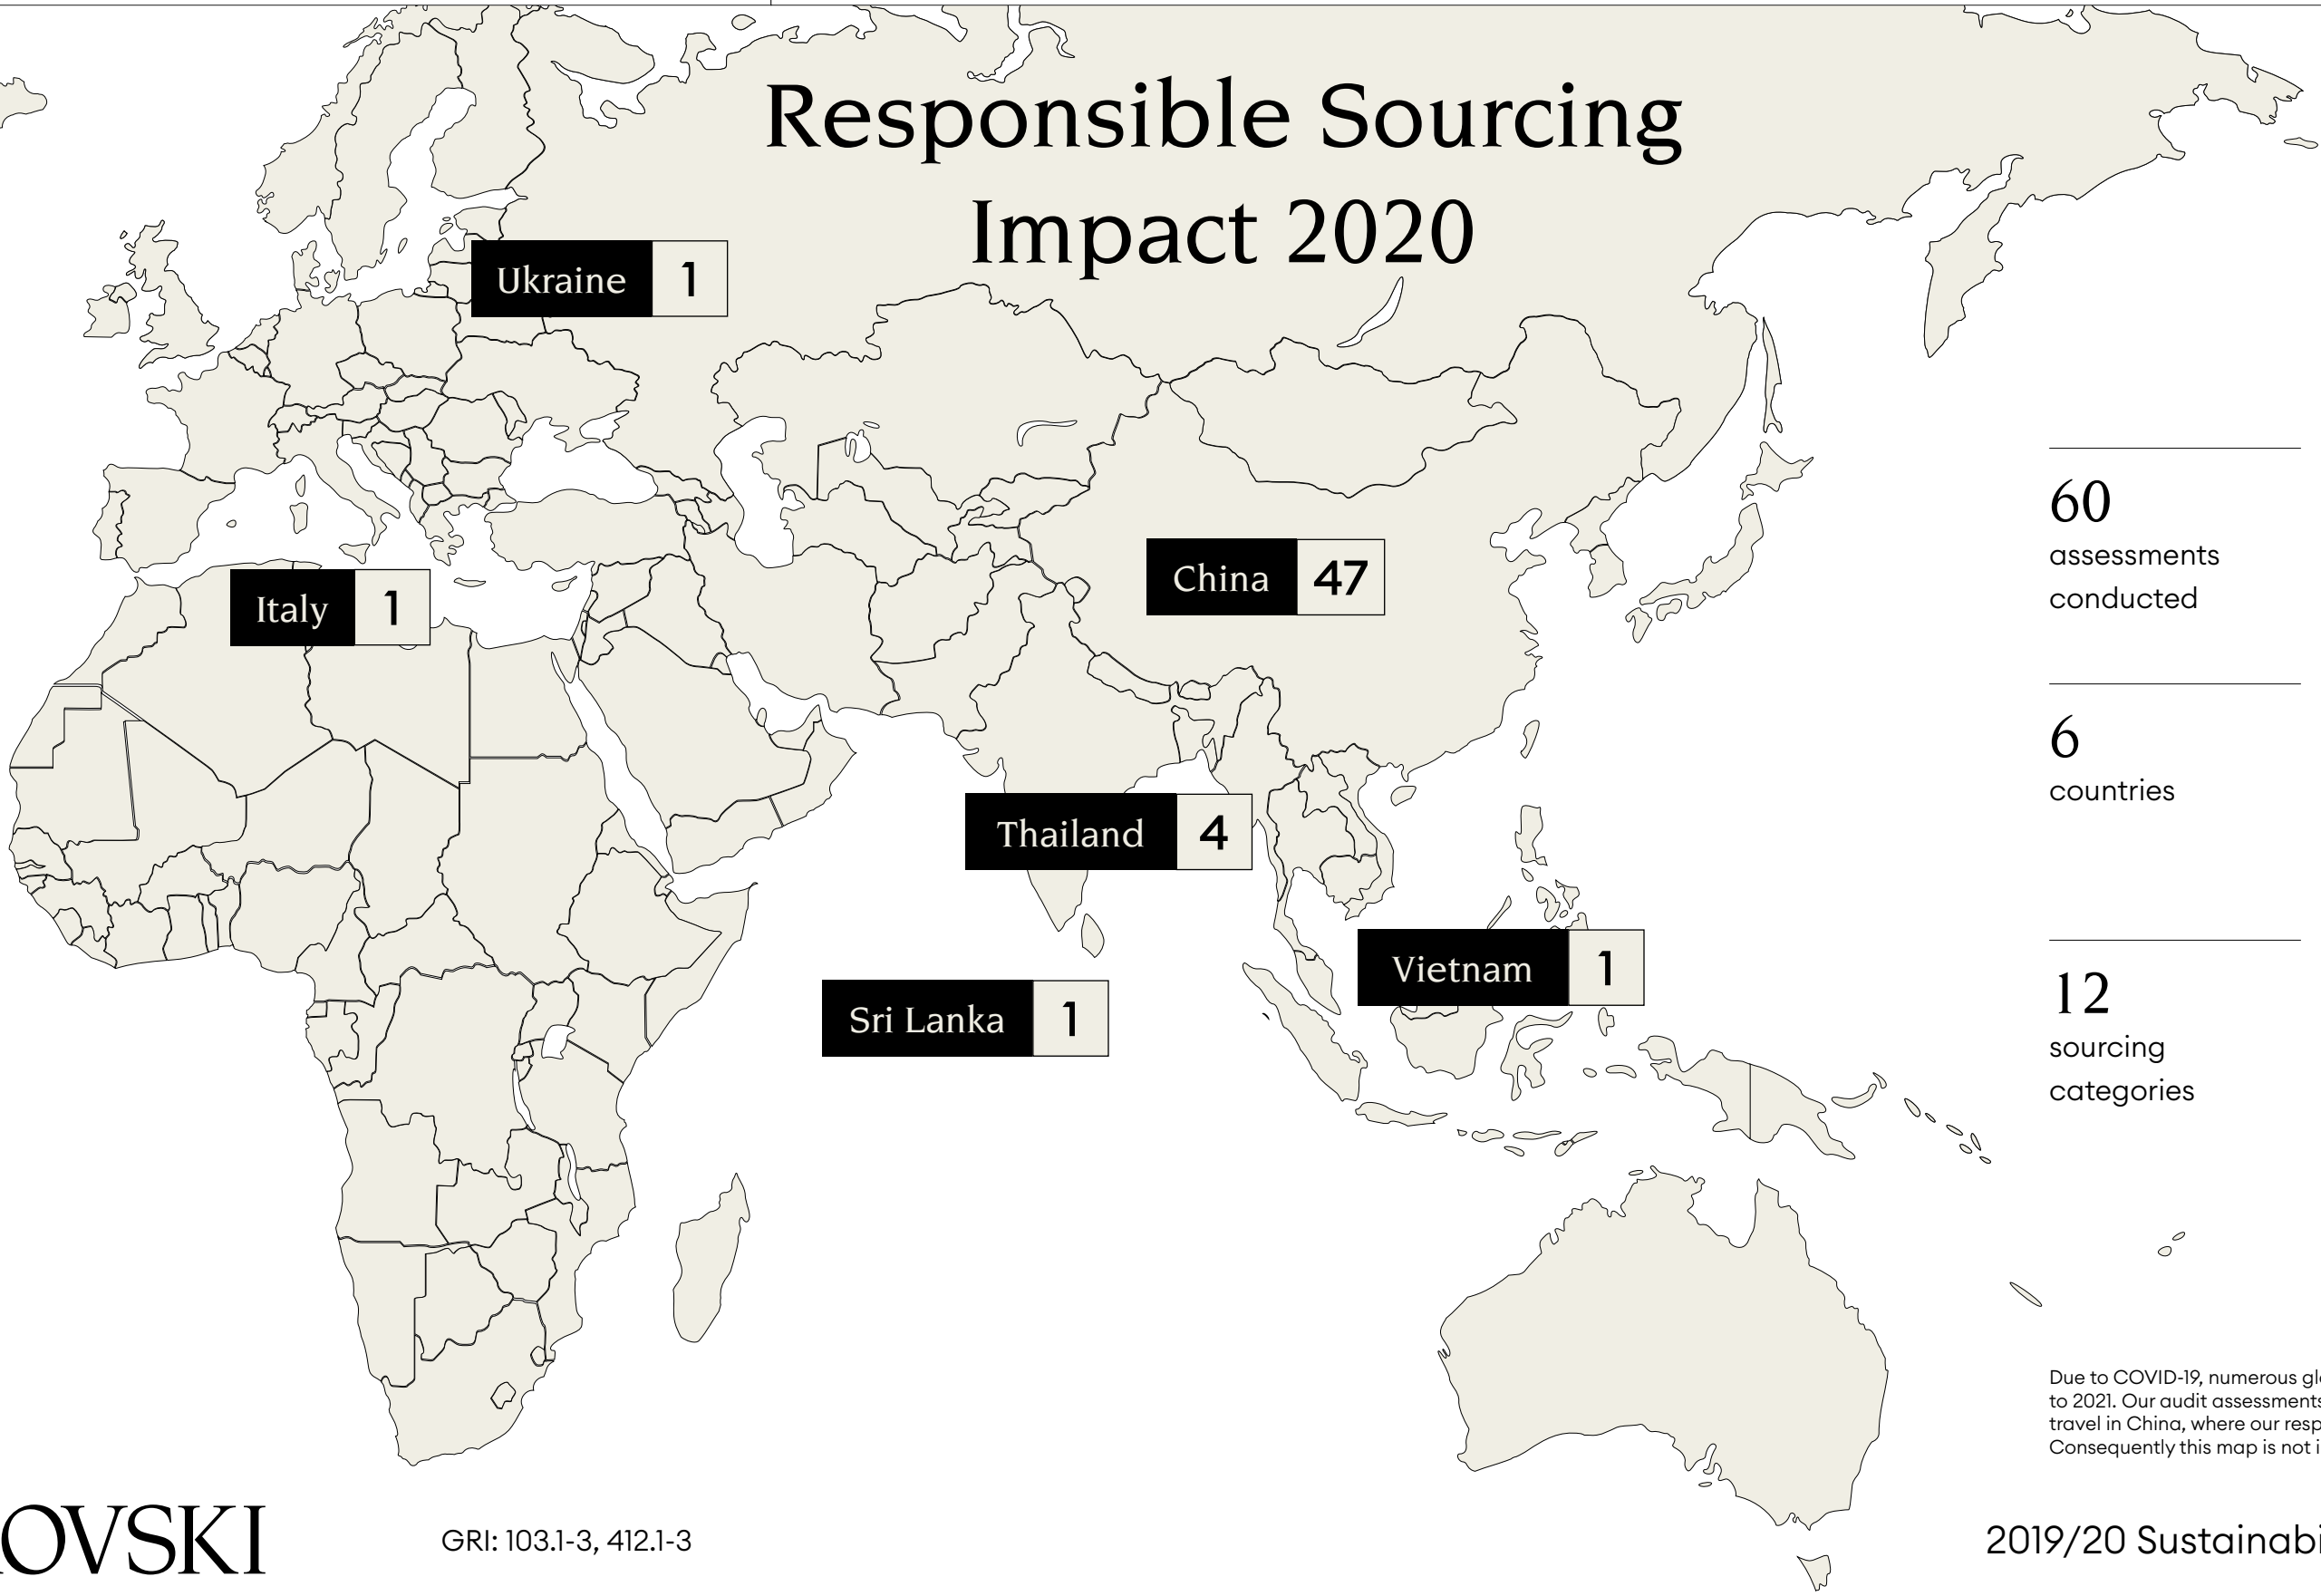 Responsible Sourcing
Impact 2020
Ukraine 1
Italy 1
China 47
Thailand 4
Vietnam 1
Sri Lanka 1
60
assessments
conducted
6
countries
12
sourcing
categories
Due to COVID-19, numerous
to 2021. Our audit assessments
travel in China, where our
Consequently this map is not
OVSKI
GRI: 103.1-3, 412.1-3
2019/20